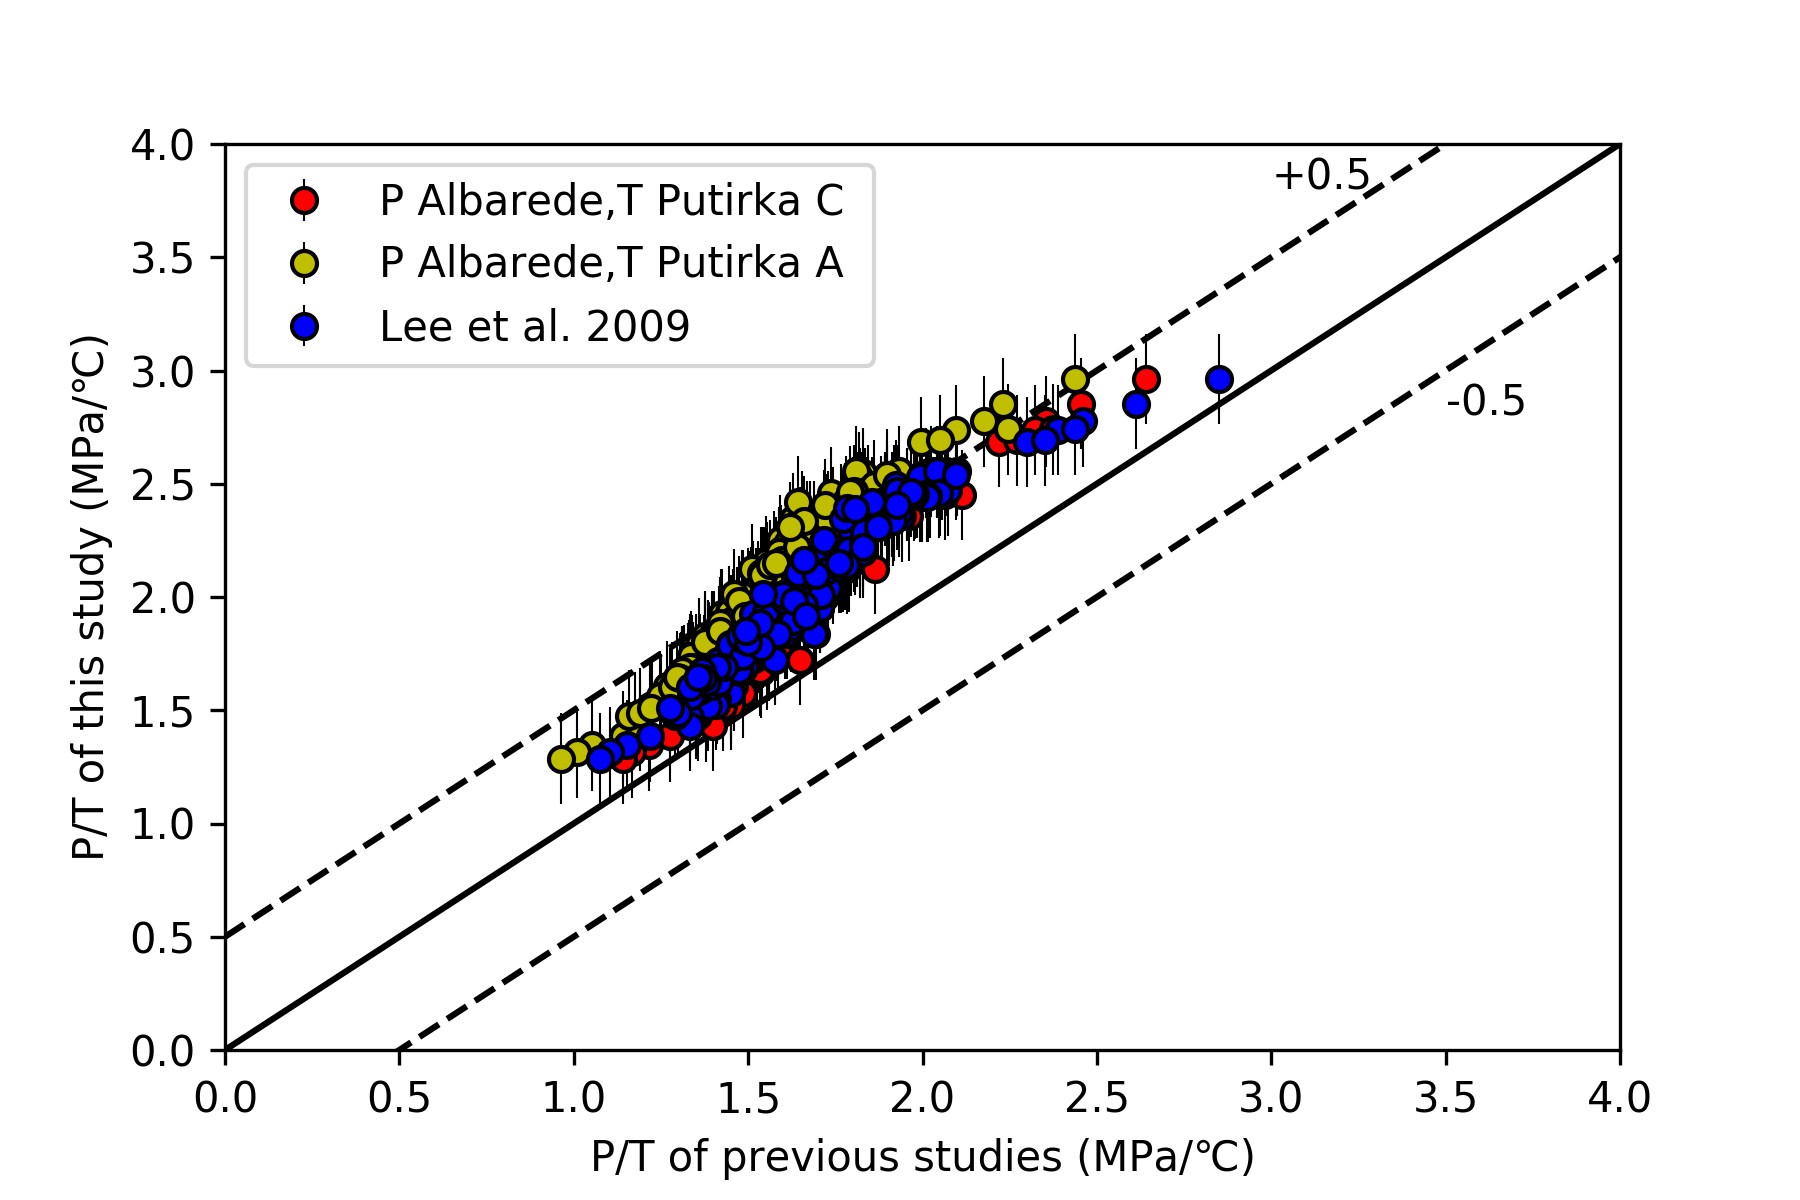 4.0
3.5
3.0
2.5
2.0
1.5
1.0
0.5
0.0
P/T of this study (MPa/℃)
P Albarede,T Putirka C
P Albarede,T Putirka A
Lee et al. 2009
+0.5
-0.5
0.0 0.5 1.0 1.5 2.0 2.5 3.0 3.5 4.0
P/T of previous studies (MPa/℃)